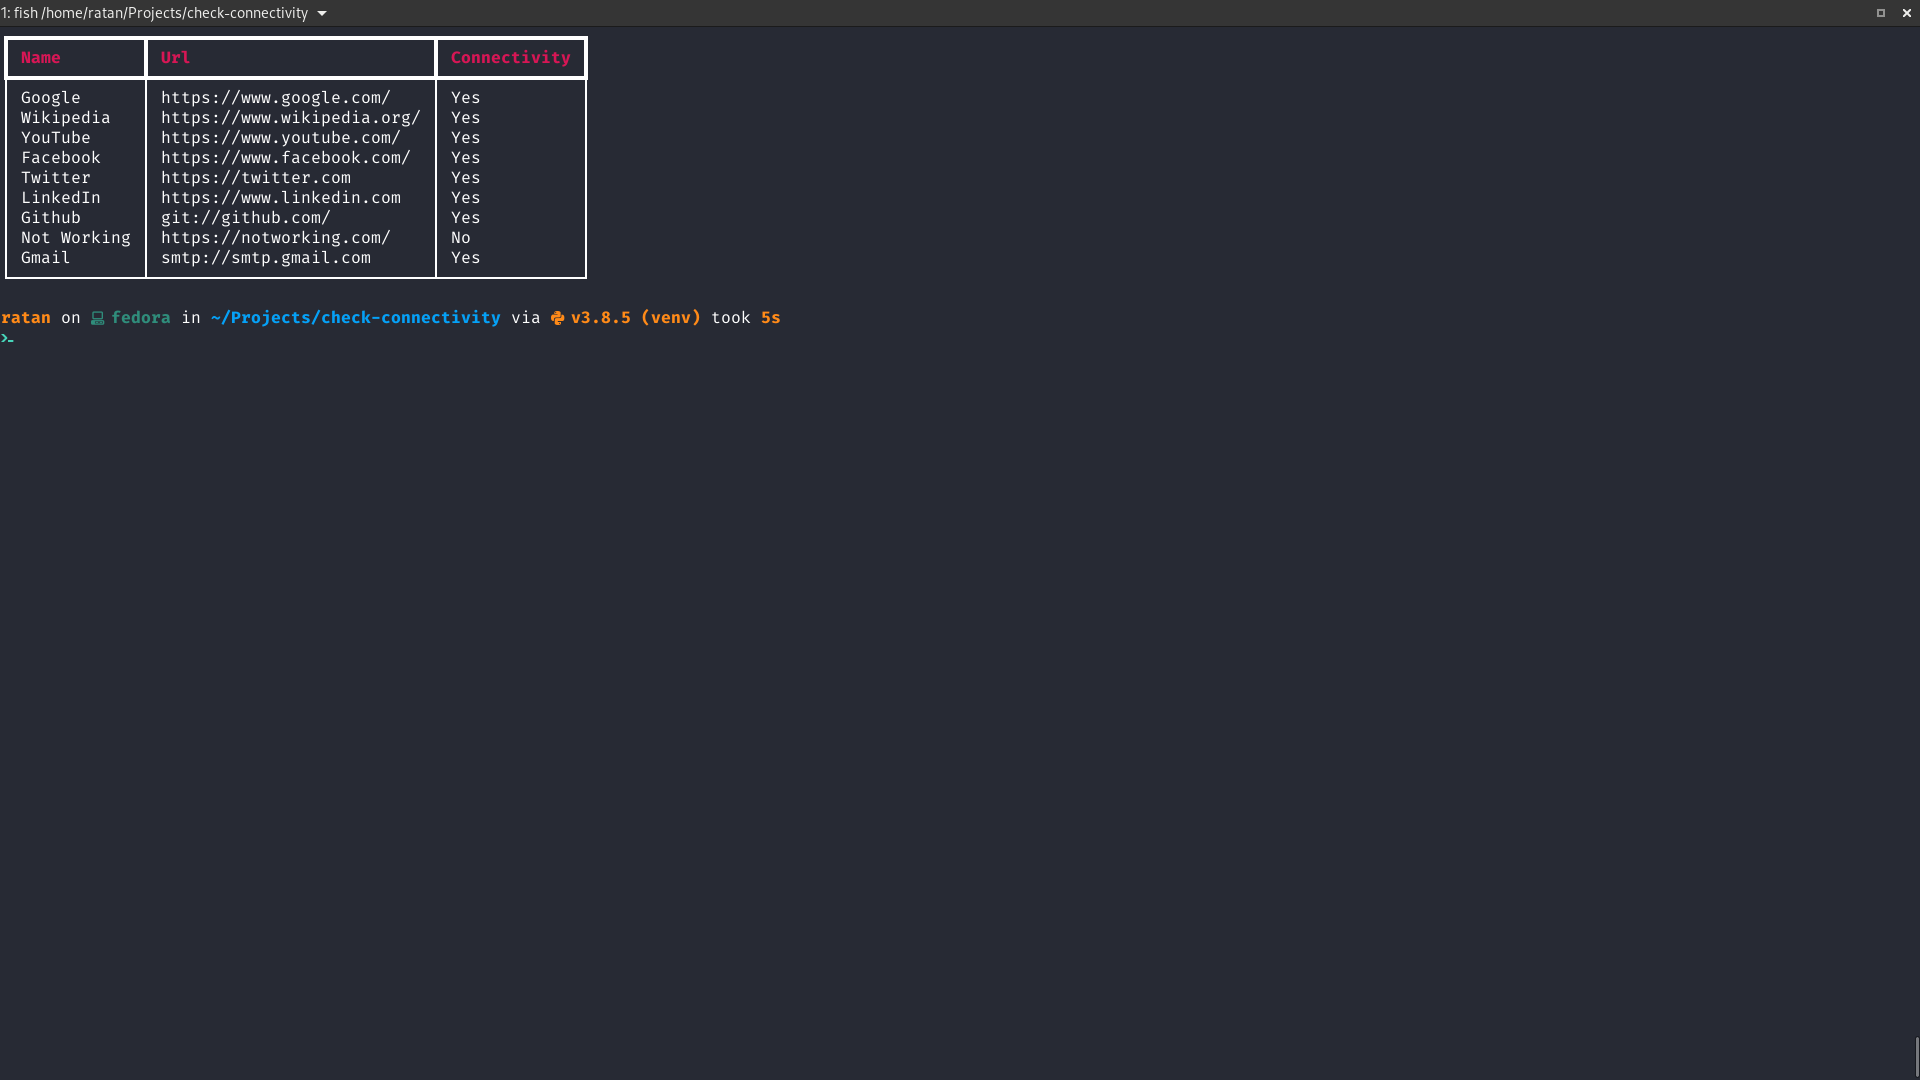 1: fish /home/ratan/Projects/check-connectivity
Name Url Connectivity
Google https://www.google.com/ Yes
Wikipedia https://www.wikipedia.org/ Yes
YouTube https://www.youtube.com/ Yes
Facebook https://www.facebook.com/ Yes
Twitter https://twitter.com Yes
LinkedIn https://www.linkedin.com Yes
Github git://github.com/ Yes
Not Working https://notworking.com/ No
Gmail smtp://smtp.gmail.com Yes
ratan on fedora in ~/Projects/check-connectivity via v3.8.5 (venv) took 5s